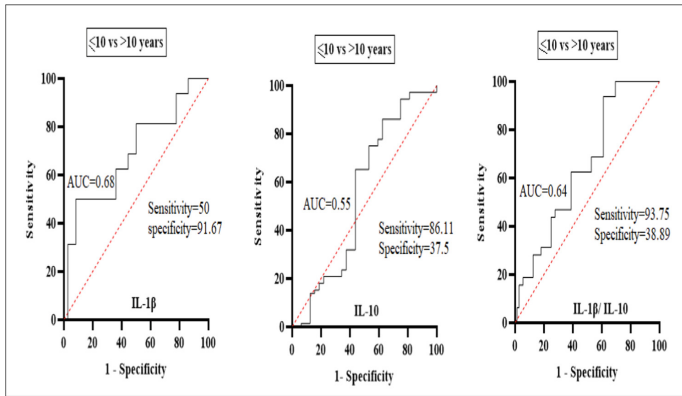 ≤10 vs >10 years
100
80
60
40
20
0
Sensitivity
AUC=0.68
Sensitivity=50
specificity=91.67
IL-1β
0 20 40 60 80 100
1 - Specificity
≤10 vs >10 years
100
80
60
40
20
0
Sensitivity
AUC=0.55
Sensitivity=86.11
Specificity=37.5
IL-10
0 20 40 60 80 100
1 - Specificity
≤10 vs >10 years
100
80
60
40
20
0
Sensitivity
AUC=0.64
Sensitivity=93.75
Specificity=38.89
IL-1β/ IL-10
0 20 40 60 80 100
1 - Specificity